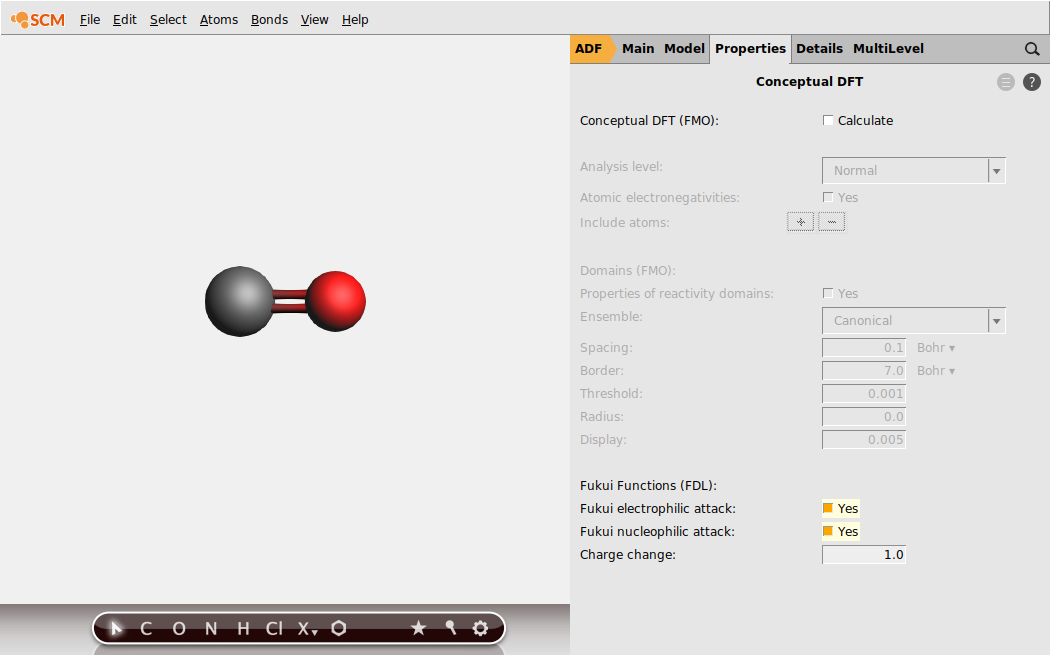 SCM File Edit Select Atoms Bonds View Help
ADF Main Model Properties Details MultiLevel
Conceptual DFT
?
Conceptual DFT (FMO): Calculate
Analysis level: Normal
Atomic electronegativities: Yes
Include atoms: + -
Domains (FMO):
Properties of reactivity domains: Yes
Ensemble: Canonical
Spacing: 0.1 Bohr
Border: 7.0 Bohr
Threshold: 0.001
Radius: 0.0
Display: 0.005
Fukui Functions (FDL):
Fukui electrophilic attack: Yes
Fukui nucleophilic attack: Yes
Charge change: 1.0
C O N H Cl X